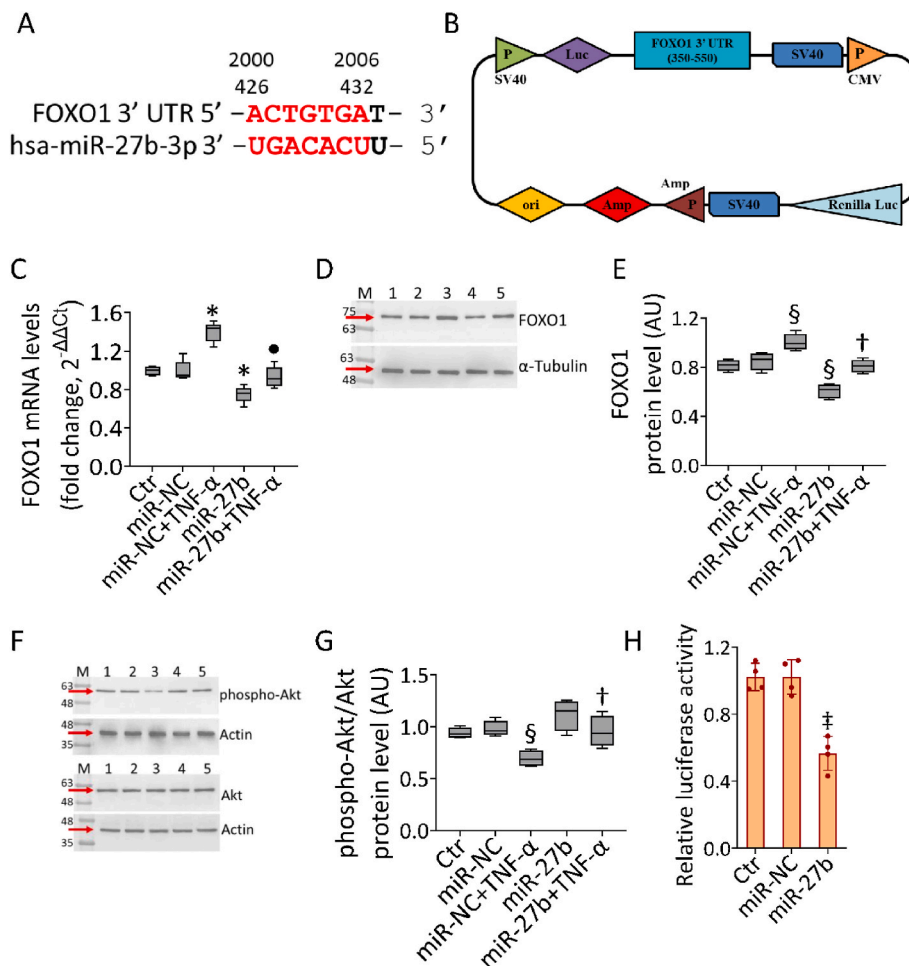 A
2000 2006
426 432
FOXO1 3’ UTR 5’ –ACTGTGAT– 3’
hsa-miR-27b-3p 3’ –UGACACUU– 5’
B
P
SV40
Luc
FOXO1 3' UTR
(350-550)
SV40
P
CMV
ori
Amp
Amp
P
SV40
Renilla Luc
C
FOXO1 mRNA levels
(fold change, 2^-ΔΔCt)
1.6
1.2
0.8
0.4
0.0
*
*
●
Ctr
miR-NC
miR-NC+TNF-α
miR-27b
miR-27b+TNF-α
D
M 1 2 3 4 5
75
63
FOXO1
63
48
α-Tubulin
E
FOXO1
protein level (AU)
1.2
0.8
0.4
0.0
§
§
†
Ctr
miR-NC
miR-NC+TNF-α
miR-27b
miR-27b+TNF-α
F
M 1 2 3 4 5
63
48
phospho-Akt
48
35
Actin
M 1 2 3 4 5
63
48
Akt
48
35
Actin
G
phospho-Akt/Akt
protein level (AU)
1.5
1.0
0.5
0.0
§
†
Ctr
miR-NC
miR-NC+TNF-α
miR-27b
miR-27b+TNF-α
H
Relative luciferase activity
1.2
0.8
0.4
0.0
‡
Ctr
miR-NC
miR-27b